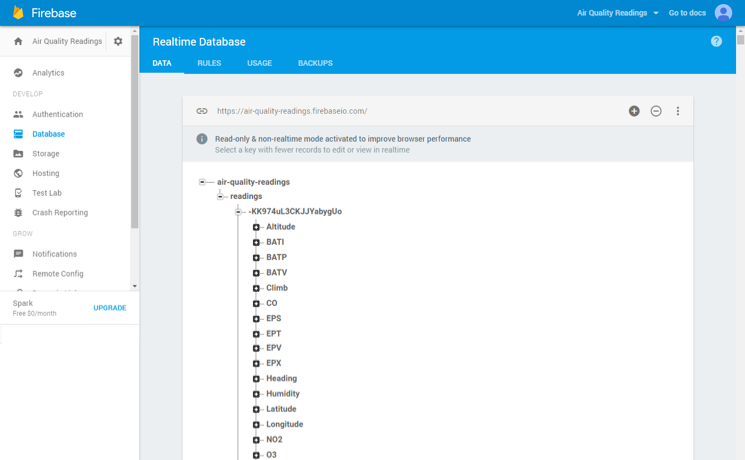 Firebase
Air Quality Readings
Go to docs
Air Quality Readings
Analytics
DEVELOP
Authentication
Database
Storage
Hosting
Test Lab
Crash Reporting
GROW
Notifications
Remote Config
Spark
Free $0/month
UPGRADE
Realtime Database
?
DATA RULES USAGE BACKUPS
https://air-quality-readings.firebaseio.com/
Read-only & non-realtime mode activated to improve browser performance
Select a key with fewer records to edit or view in realtime
air-quality-readings
readings
-KK974uL3CKJJYabygUo
Altitude
BATI
BATP
BATV
Climb
CO
EPS
EPT
EPV
EPX
Heading
Humidity
Latitude
Longitude
NO2
O3